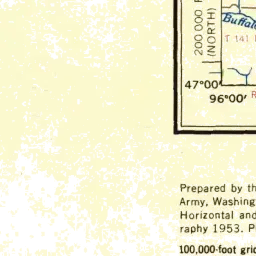 200,000 F
(NORTH)
Buffal
T 141
47°00'
96°00'
R
Prepared by th
Army, Washing
Horizontal and
raphy 1953. P
100,000-foot grid